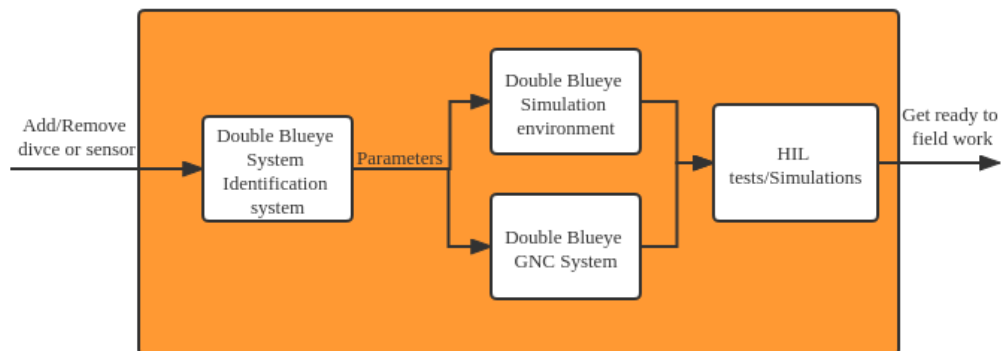 Add/Remove
divce or sensor
Double Blueye
System
Identification
system
Parameters
Double Blueye
Simulation
environment
Double Blueye
GNC System
HIL
tests/Simulations
Get ready to
field work